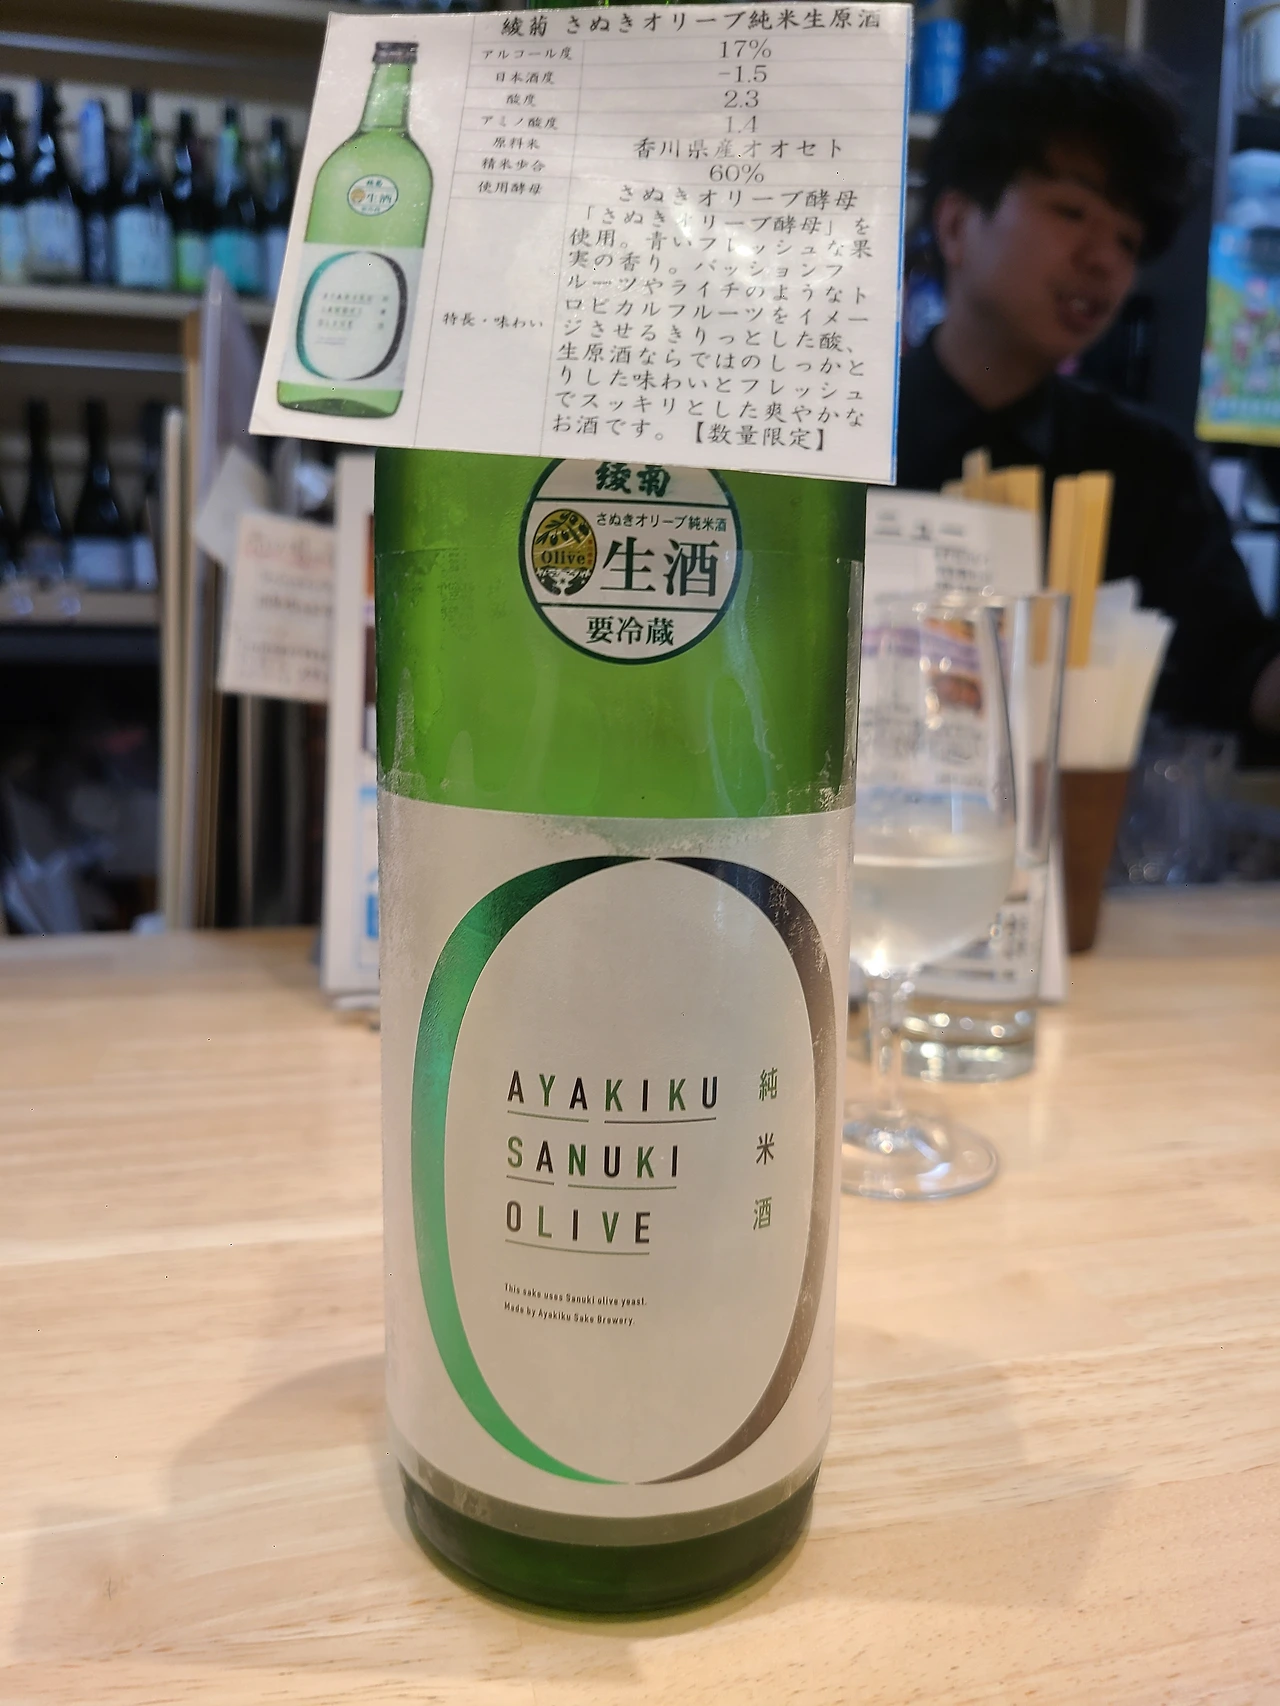 綾菊 さぬきオリーブ純米生原酒
アルコール度 17%
日本酒度 -1.5
酸度 2.3
アミノ酸度 1.4
原料米 香川県産オオセト
精米歩合 60%
使用酵母 さぬきオリーブ酵母
特長・味わい
「さぬきオリーブ酵母」を
使用。青いフレッシュな果
実の香り。パッションフ
ルーツやライチのようなト
ロピカルフルーツをイメー
ジさせるきりっとした酸、
生原酒ならではのしっかと
りした味わいとフレッシュ
でスッキリとした爽やかな
お酒です。【数量限定】
綾菊
さぬきオリーブ純米酒
Olive
生酒
要冷蔵
AYAKIKU
SANUKI
OLIVE
純米酒
This sake uses Sanuki olive yeast.
Made by Ayakiku Sake Brewery.